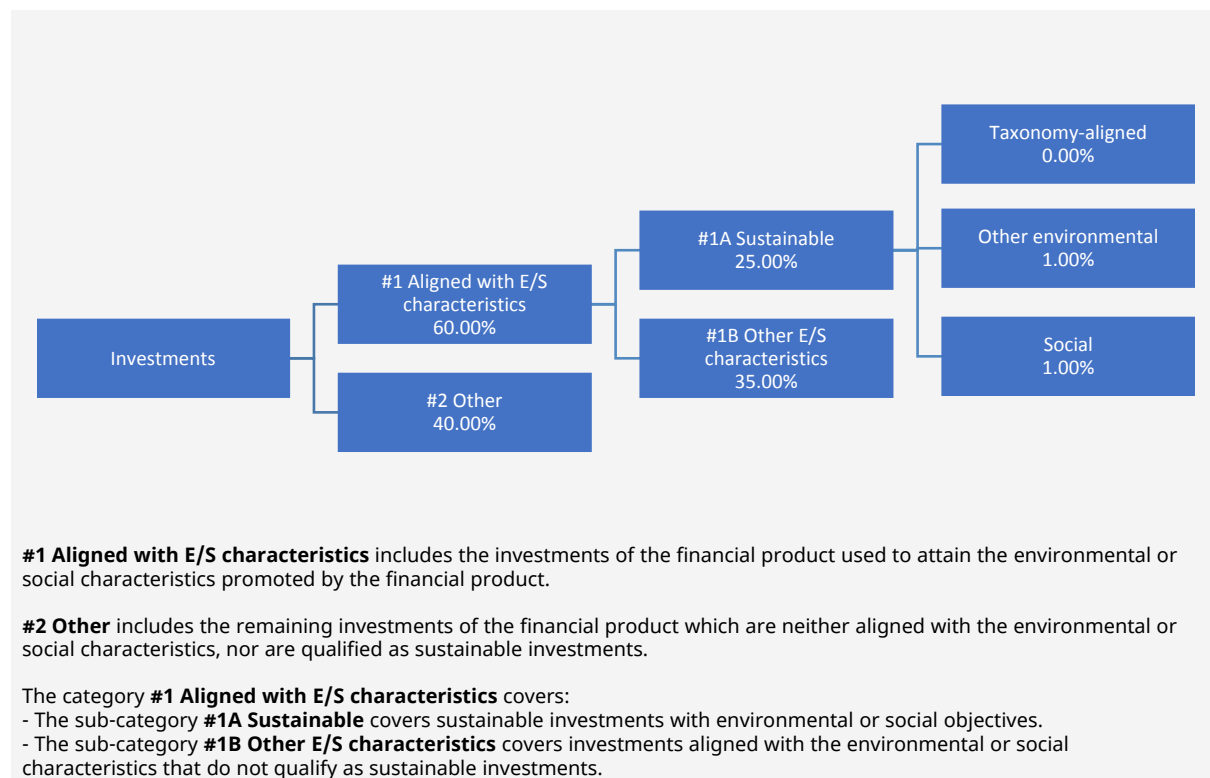 Investments
#1 Aligned with E/S
characteristics
60.00%
#2 Other
40.00%
#1A Sustainable
25.00%
#1B Other E/S
characteristics
35.00%
Taxonomy-aligned
0.00%
Other environmental
1.00%
Social
1.00%
#1 Aligned with E/S characteristics includes the investments of the financial product used to attain the environmental or
social characteristics promoted by the financial product.
#2 Other includes the remaining investments of the financial product which are neither aligned with the environmental or
social characteristics, nor are qualified as sustainable investments.
The category #1 Aligned with E/S characteristics covers:
- The sub-category #1A Sustainable covers sustainable investments with environmental or social objectives.
- The sub-category #1B Other E/S characteristics covers investments aligned with the environmental or social
characteristics that do not qualify as sustainable investments.